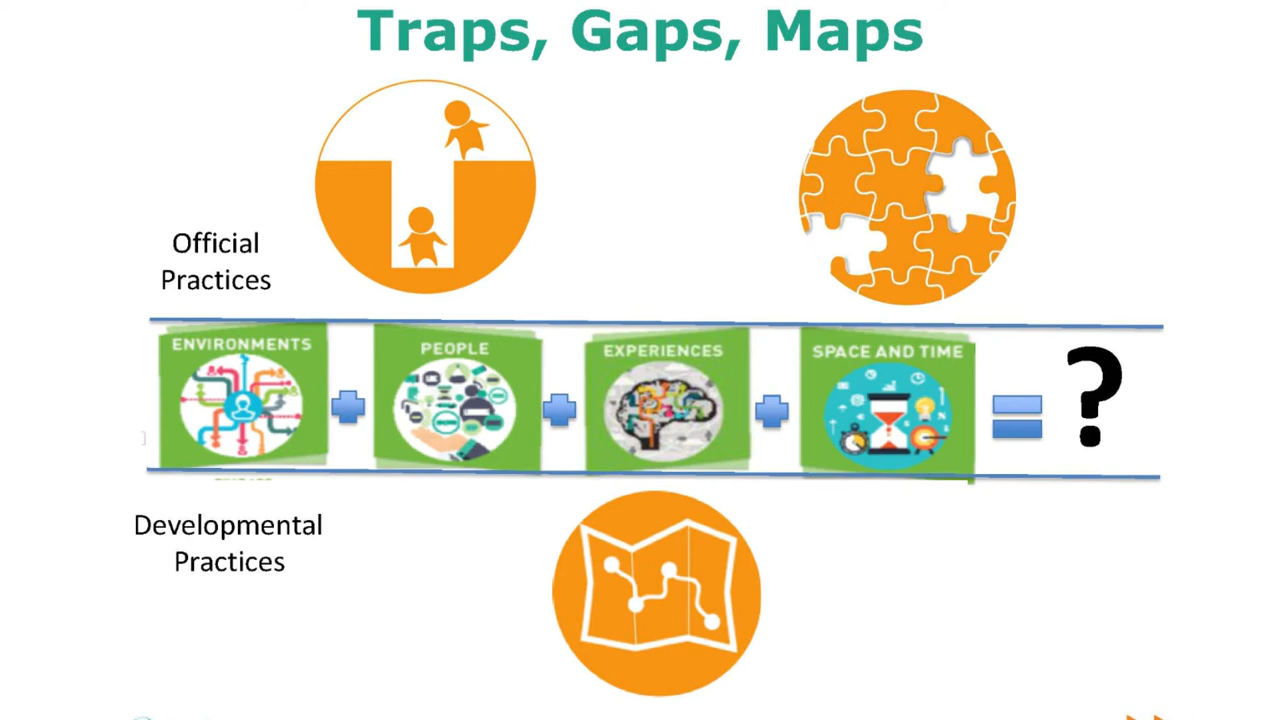 Traps, Gaps, Maps
Official
Practices
ENVIRONMENTS
PEOPLE
EXPERIENCES
SPACE AND TIME
?
Developmental
Practices